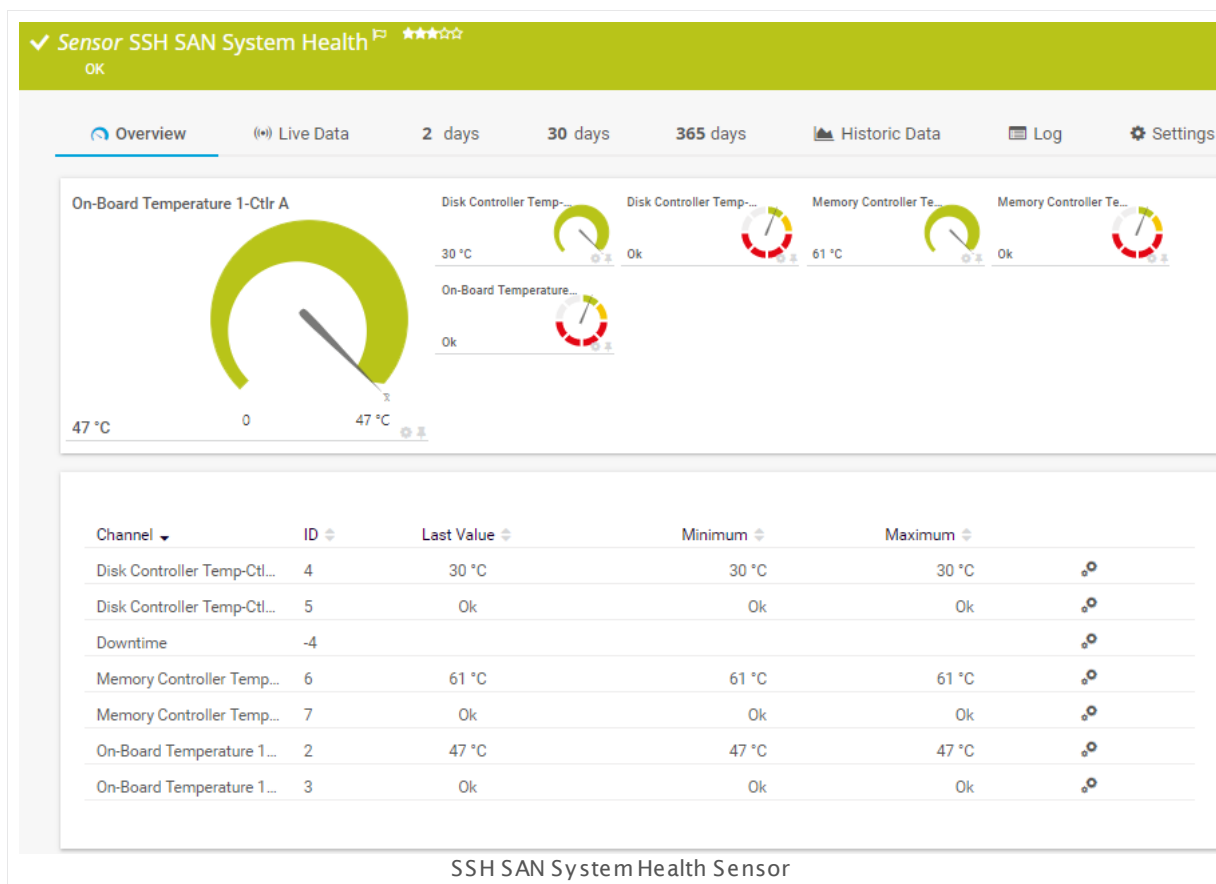 Sensor SSH SAN System Health
OK
Overview
Live Data
2 days
30 days
365 days
Historic Data
Log
Settings
On-Board Temperature 1-Ctlr A
47 °C
0
47 °C
Disk Controller Temp-...
30 °C
Disk Controller Temp-...
Ok
Memory Controller Te...
61 °C
Memory Controller Te...
Ok
On-Board Temperature...
Ok
Channel ID Last Value Minimum Maximum
Disk Controller Temp-Ctl... 4 30 °C 30 °C 30 °C
Disk Controller Temp-Ctl... 5 Ok Ok Ok
Downtime -4
Memory Controller Temp... 6 61 °C 61 °C 61 °C
Memory Controller Temp... 7 Ok Ok Ok
On-Board Temperature 1... 2 47 °C 47 °C 47 °C
On-Board Temperature 1... 3 Ok Ok Ok
SSH SAN System Health Sensor